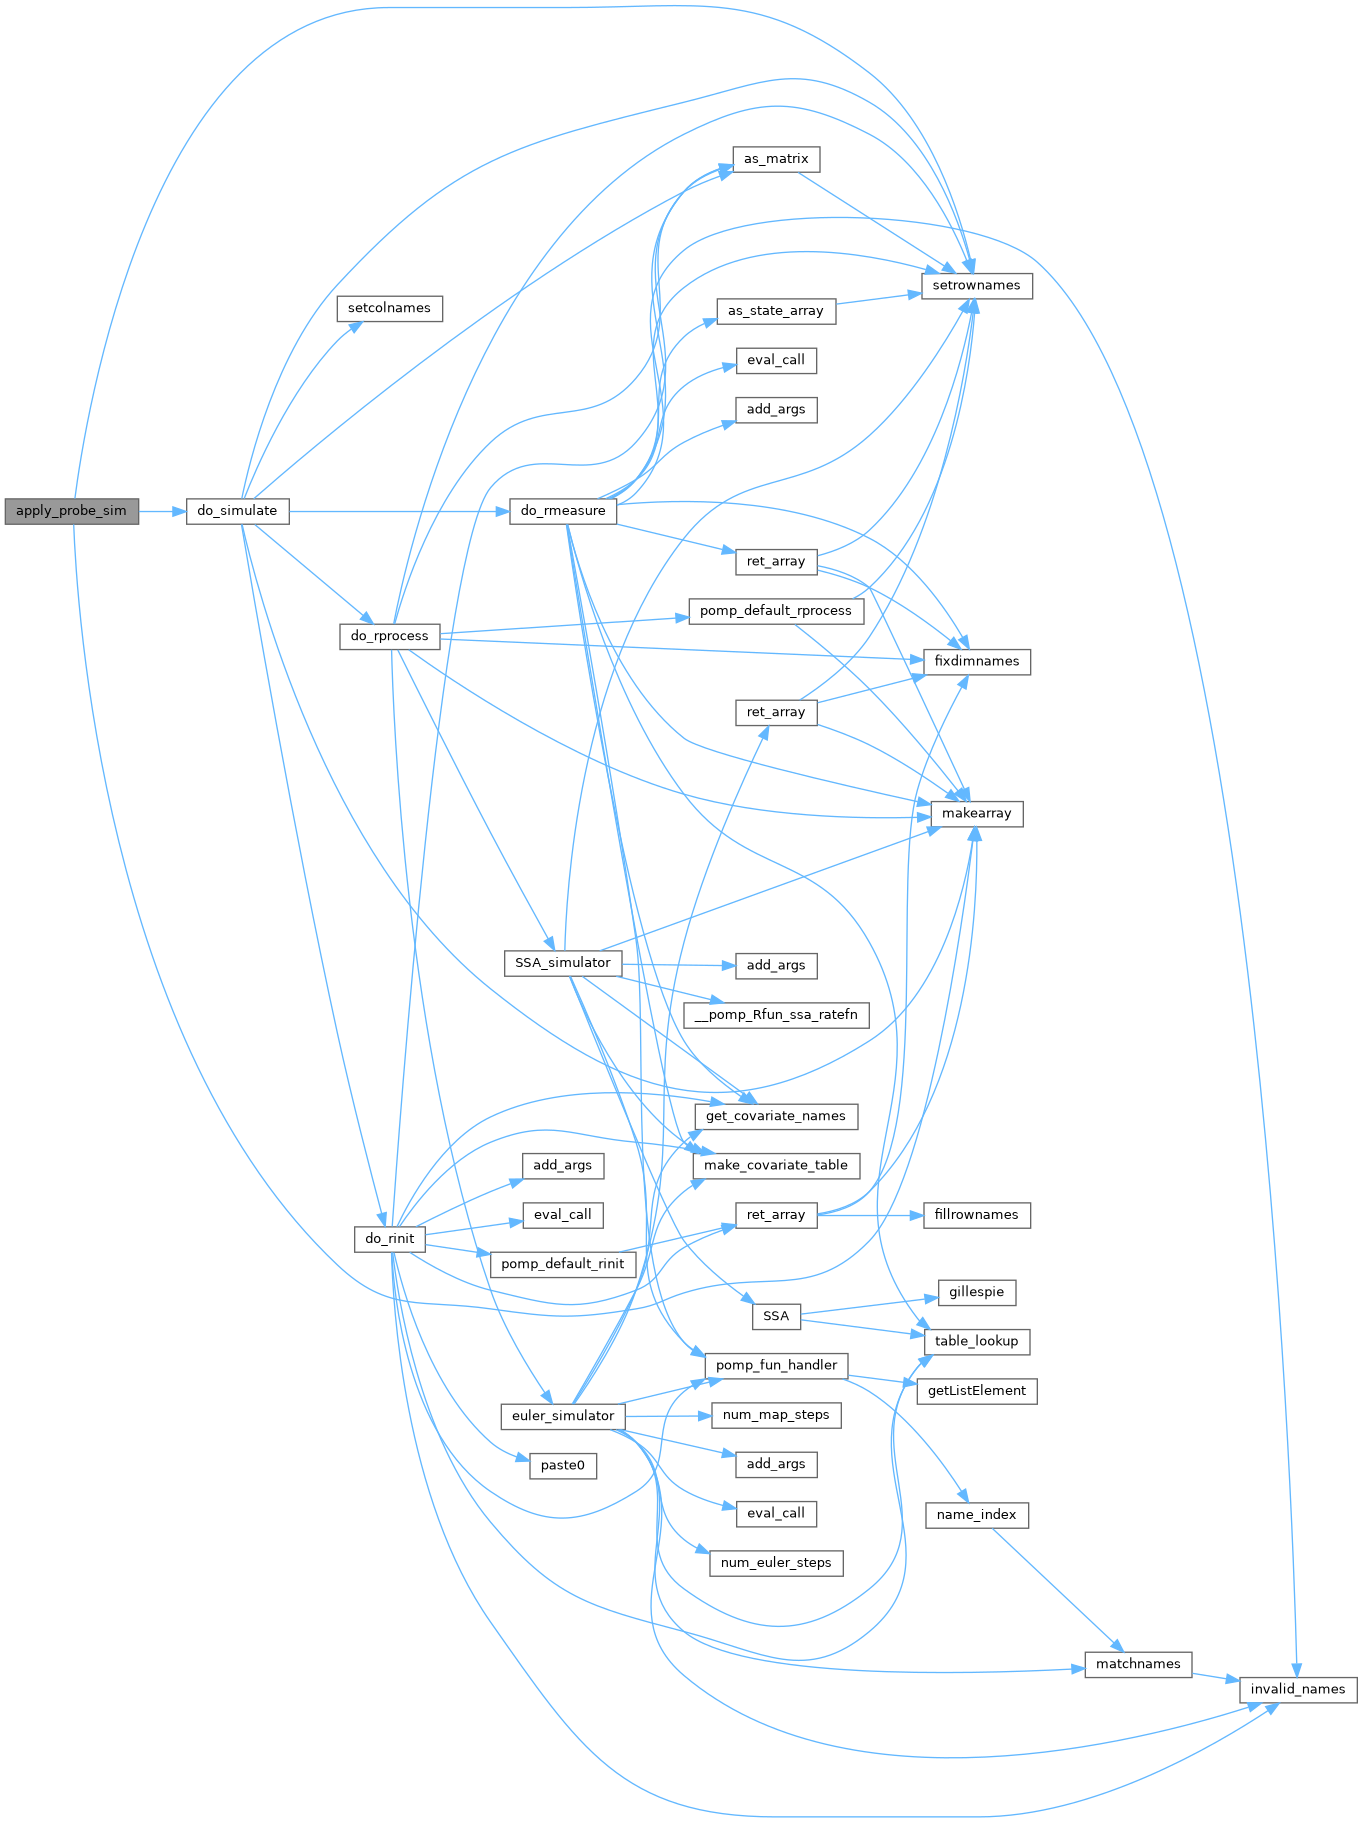 as_matrix
setrownames
setcolnames
as_state_array
eval_call
add_args
apply_probe_sim
do_simulate
do_rmeasure
ret_array
pomp_default_rprocess
do_rprocess
fixdimnames
ret_array
makearray
SSA_simulator
add_args
__pomp_Rfun_ssa_ratefn
get_covariate_names
add_args
make_covariate_table
eval_call
ret_array
fillrownames
do_rinit
pomp_default_rinit
gillespie
SSA
table_lookup
pomp_fun_handler
getListElement
euler_simulator
num_map_steps
paste0
add_args
eval_call
name_index
num_euler_steps
matchnames
invalid_names